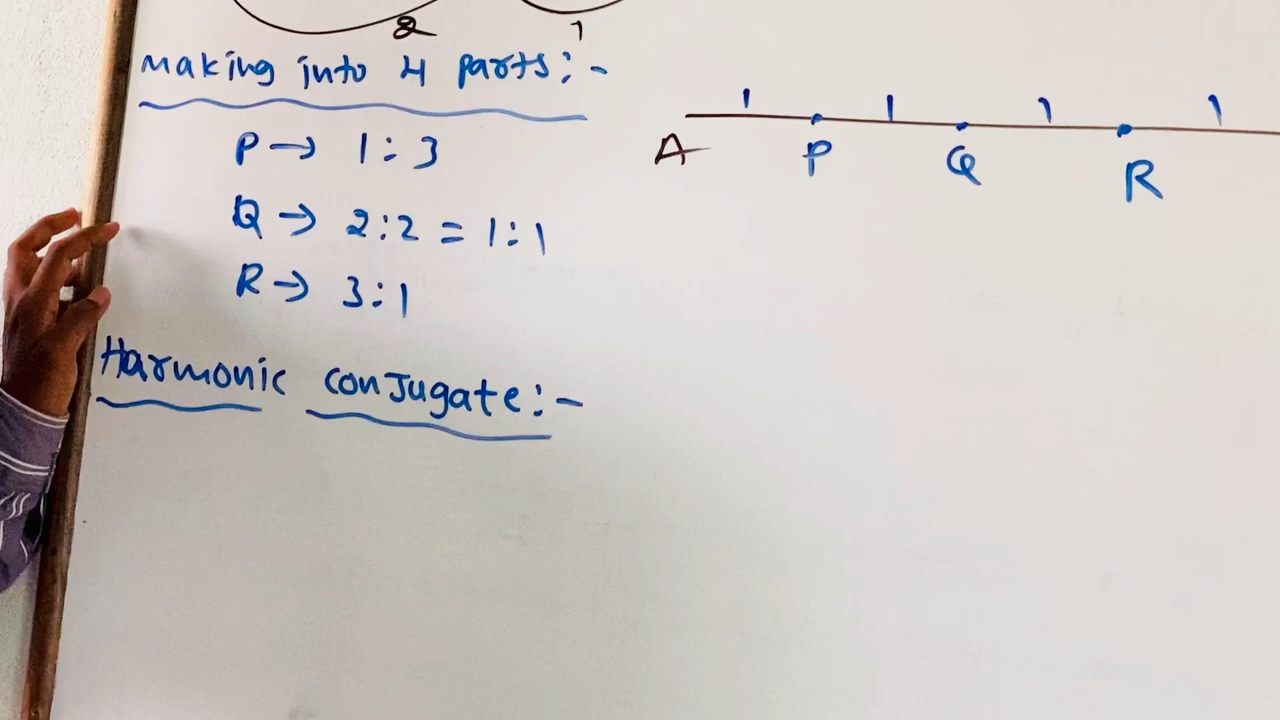 2 1
Making into 4 parts:-
P → 1:3
Q → 2:2 = 1:1
R → 3:1
Harmonic conjugate:-
1 1 1 1
A P Q R